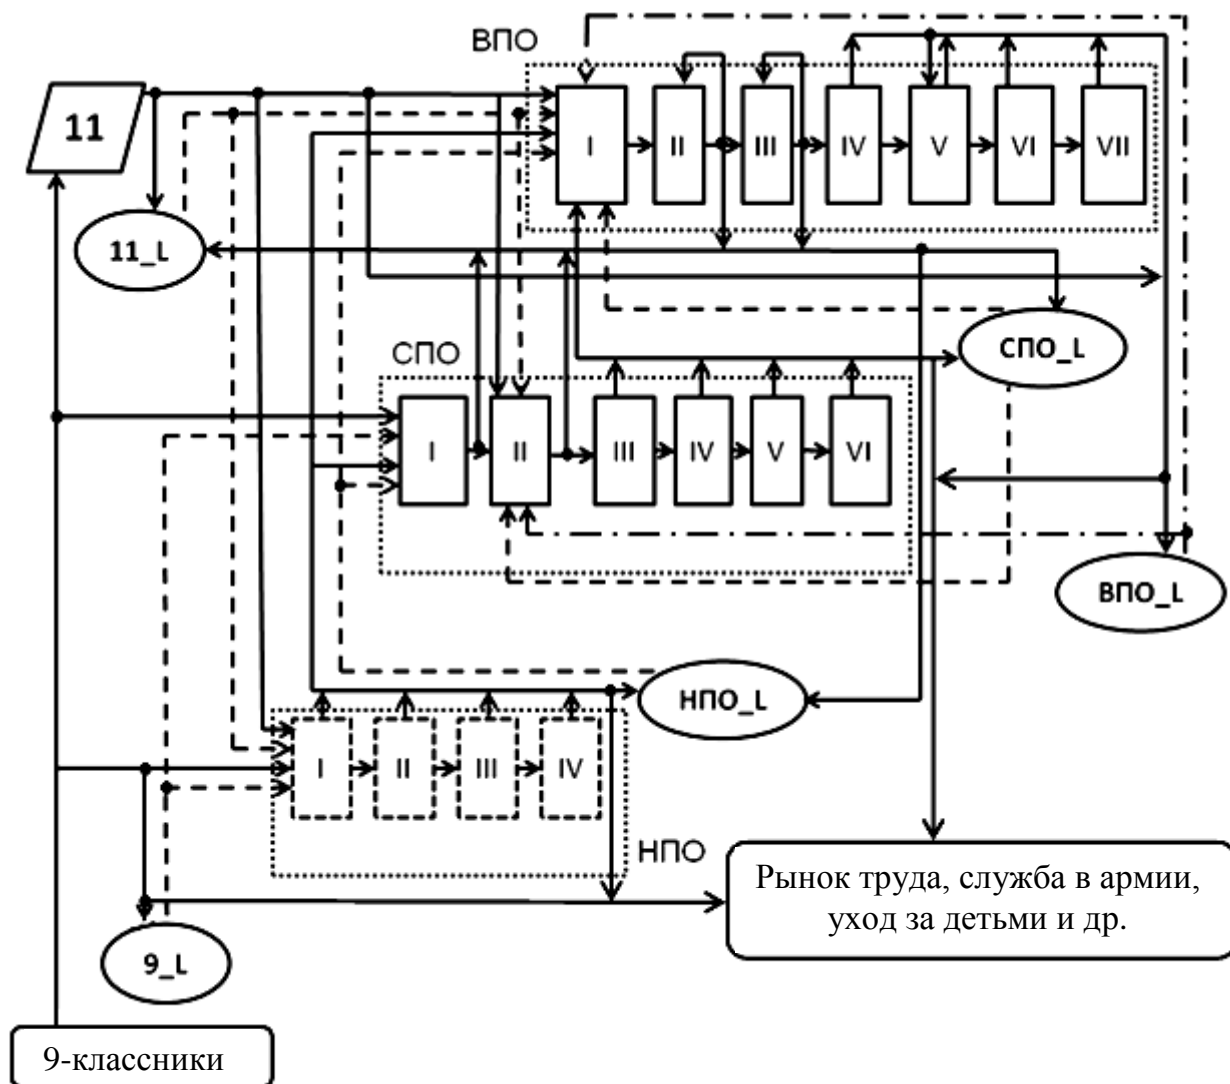 ВПО
11
I
II
III
IV
V
VI
VII
11_L
СПО
СПО_L
I
II
III
IV
V
VI
ВПО_L
НПО_L
I
II
III
IV
НПО
Рынок труда, служба в армии,
уход за детьми и др.
9_L
9-классники